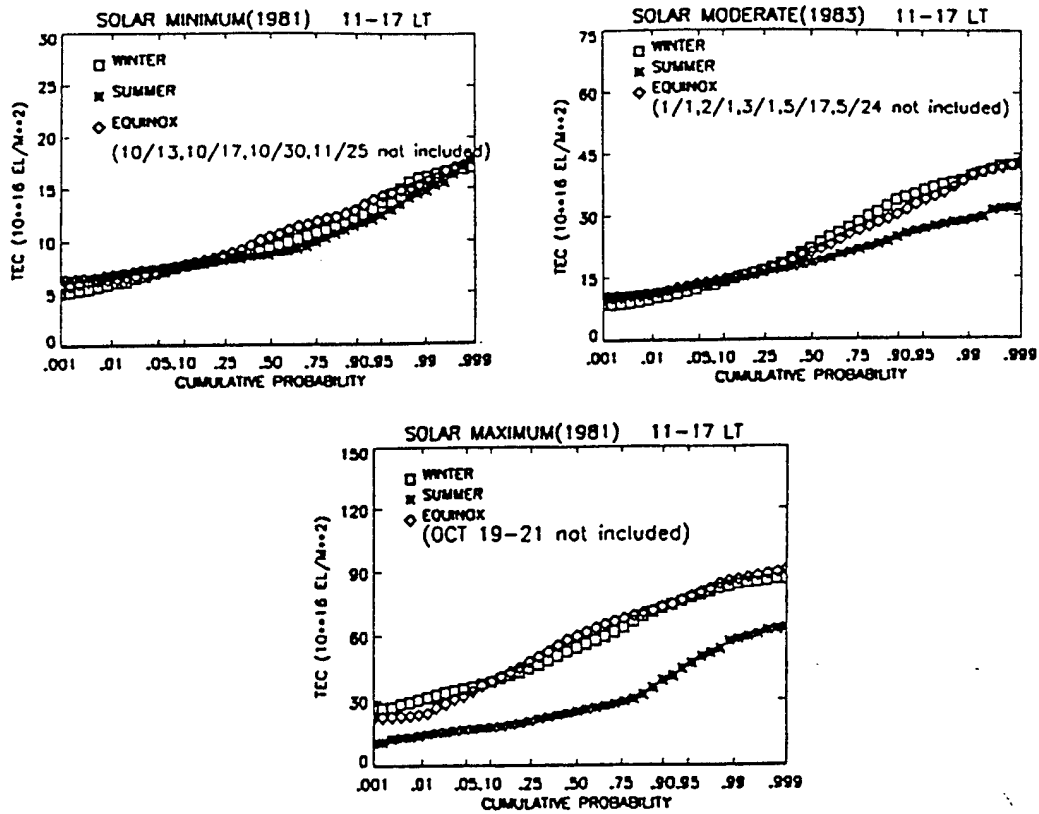 SOLAR MINIMUM(1981) 11-17 LT
30
25
20
15
10
5
0
TEC (10**16 EL/M**2)
WINTER
SUMMER
EQUINOX
(10/13,10/17,10/30,11/25 not included)
.001 .01 .05 .10 .25 .50 .75 .90 .95 .99 .999
CUMULATIVE PROBABILITY
SOLAR MODERATE(1983) 11-17 LT
75
60
45
30
15
0
TEC (10**16 EL/M**2)
WINTER
SUMMER
EQUINOX
(1/1,2/1,3/1,5/17,5/24 not included)
.001 .01 .05 .10 .25 .50 .75 .90 .95 .99 .999
CUMULATIVE PROBABILITY
SOLAR MAXIMUM(1981) 11-17 LT
150
120
90
60
30
0
TEC (10**16 EL/M**2)
WINTER
SUMMER
EQUINOX
(OCT 19-21 not included)
.001 .01 .05 .10 .25 .50 .75 .90 .95 .99 .999
CUMULATIVE PROBABILITY